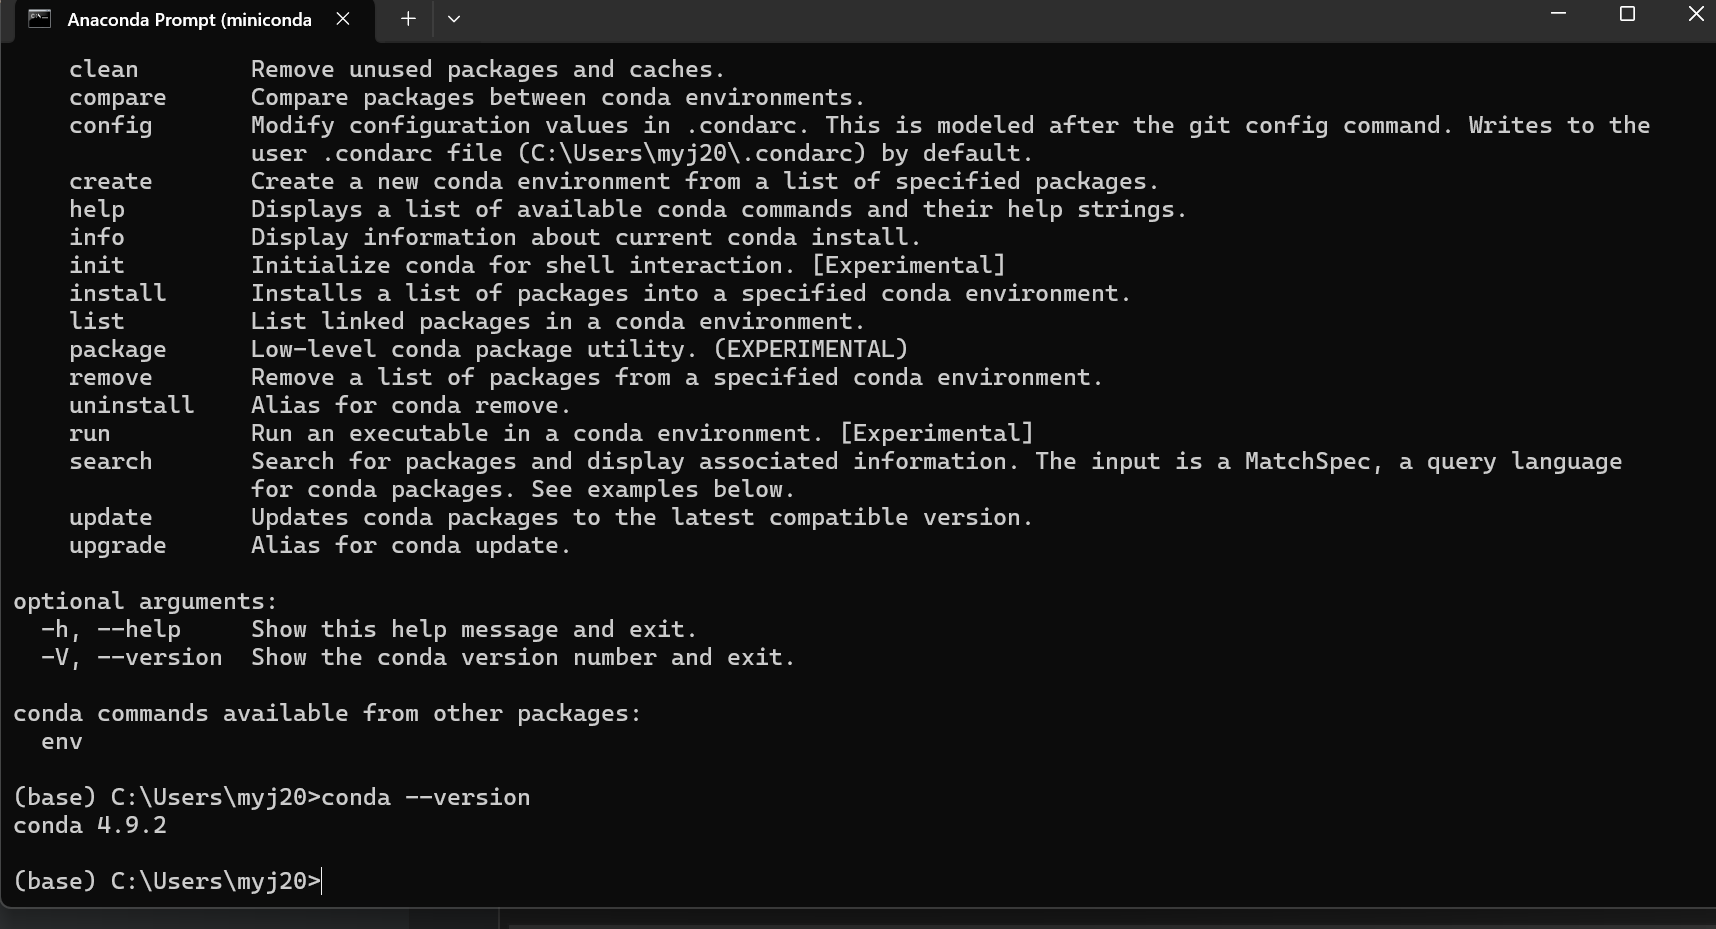 Anaconda Prompt (miniconda
clean Remove unused packages and caches.
compare Compare packages between conda environments.
config Modify configuration values in .condarc. This is modeled after the git config command. Writes to the
user .condarc file (C:\Users\myj20\.condarc) by default.
create Create a new conda environment from a list of specified packages.
help Displays a list of available conda commands and their help strings.
info Display information about current conda install.
init Initialize conda for shell interaction. [Experimental]
install Installs a list of packages into a specified conda environment.
list List linked packages in a conda environment.
package Low-level conda package utility. (EXPERIMENTAL)
remove Remove a list of packages from a specified conda environment.
uninstall Alias for conda remove.
run Run an executable in a conda environment. [Experimental]
search Search for packages and display associated information. The input is a MatchSpec, a query language
for conda packages. See examples below.
update Updates conda packages to the latest compatible version.
upgrade Alias for conda update.
optional arguments:
-h, --help Show this help message and exit.
-V, --version Show the conda version number and exit.
conda commands available from other packages:
env
(base) C:\Users\myj20>conda --version
conda 4.9.2
(base) C:\Users\myj20>